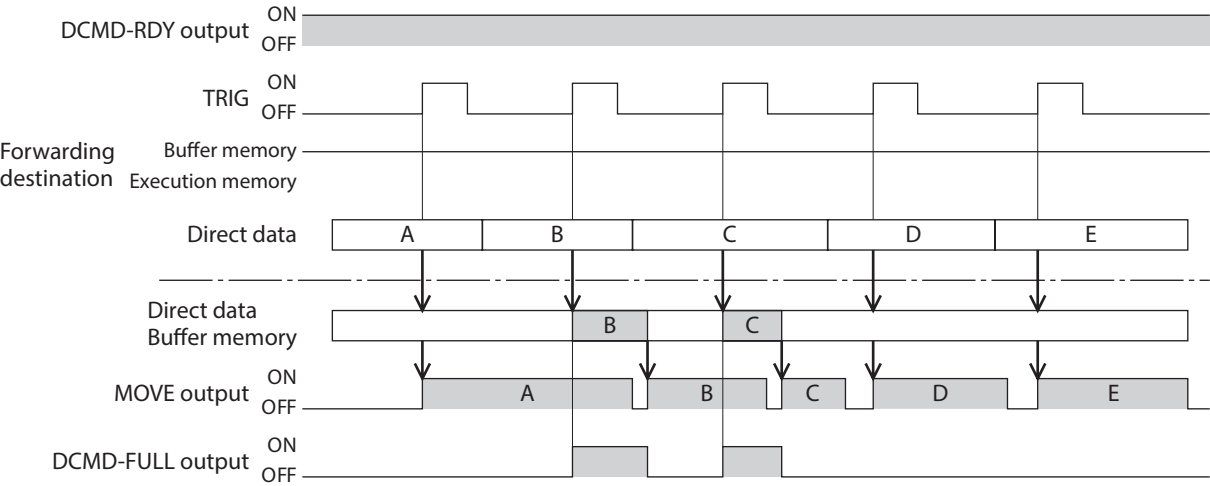 DCMD-RDY output ON
OFF
TRIG ON
OFF
Forwarding destination
Buffer memory
Execution memory
Direct data A B C D E
Direct data
Buffer memory B C
MOVE output ON
OFF A B C D E
DCMD-FULL output ON
OFF